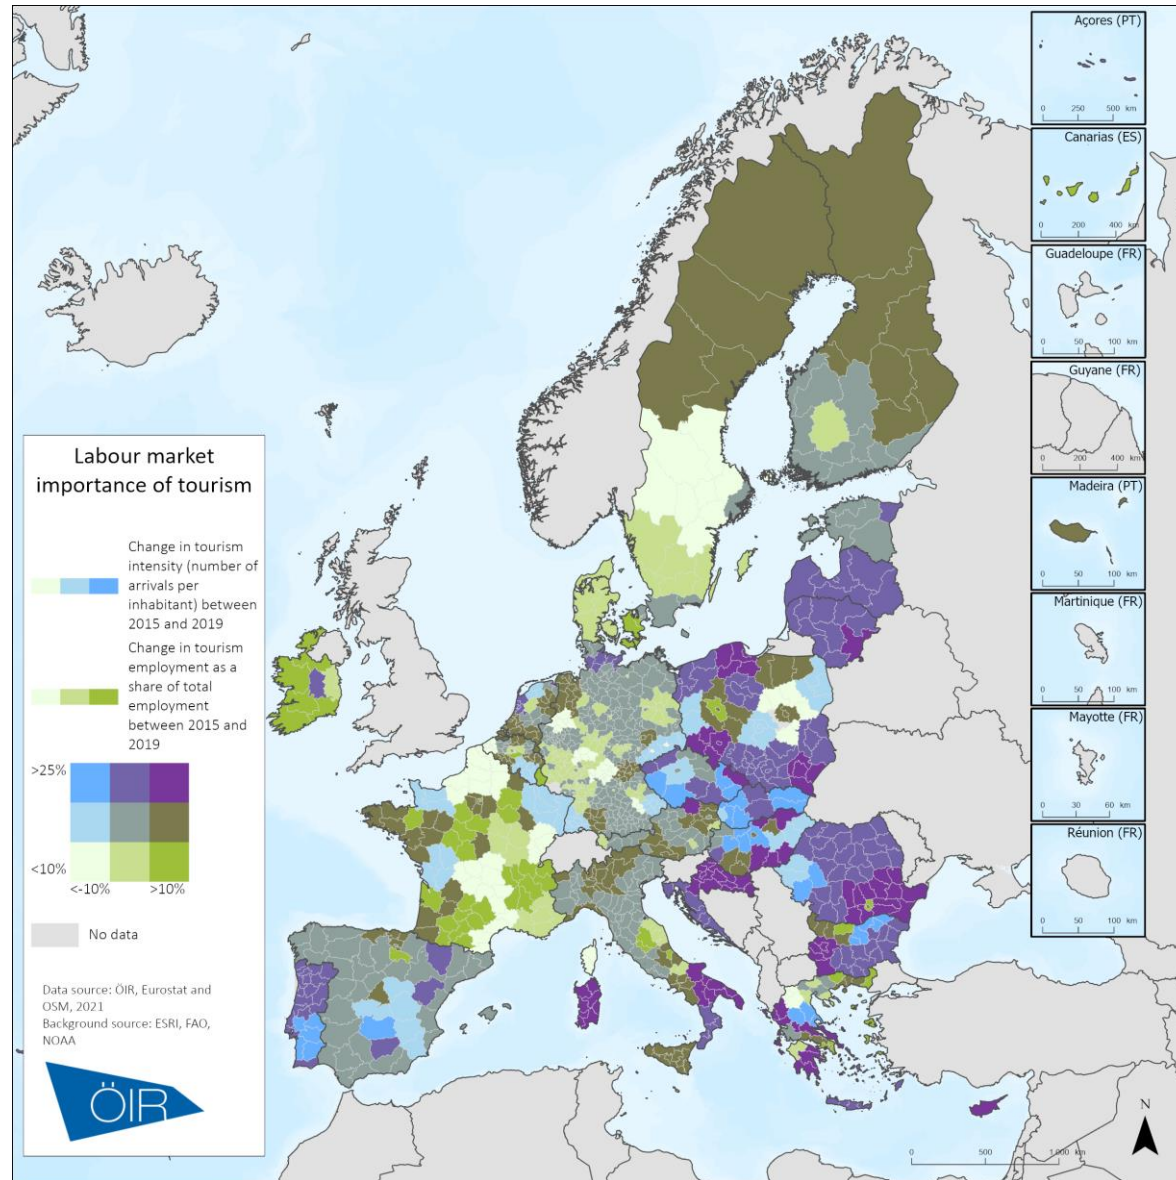 Labour market
importance of tourism
Change in tourism
intensity (number of
arrivals per
inhabitant) between
2015 and 2019
Change in tourism
employment as a
share of total
employment
between 2015 and
2019
>25%
<10%
<-10%
>10%
No data
Data source: ÖIR, Eurostat and
OSM, 2021
Background source: ESRI, FAO,
NOAA
ÖIR
Açores (PT)
0 250 500 km
Canarias (ES)
0 200 400 km
Guadeloupe (FR)
0 50 100 km
Guyane (FR)
0 200 400 km
Madeira (PT)
0 50 100 km
Martinique (FR)
0 50 100 km
Mayotte (FR)
0 30 60 km
Réunion (FR)
0 50 100 km
N
0 500 1 000 km